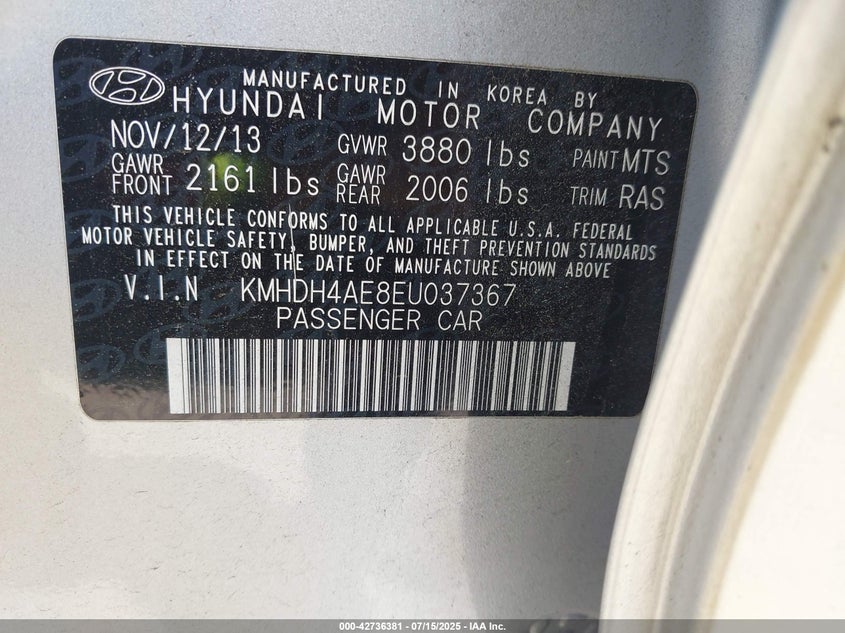 MANUFACTURED IN KOREA BY
HYUNDAI MOTOR COMPANY
NOV/12/13 GVWR 3880 lbs PAINT MTS
GAWR FRONT 2161 lbs GAWR REAR 2006 lbs TRIM RAS
THIS VEHICLE CONFORMS TO ALL APPLICABLE U.S.A. FEDERAL
MOTOR VEHICLE SAFETY, BUMPER, AND THEFT PREVENTION STANDARDS
IN EFFECT ON THE DATE OF MANUFACTURE SHOWN ABOVE
V.I.N KMHDH4AE8EU037367
PASSENGER CAR
000-42736381 - 07/15/2025 - IAA Inc.